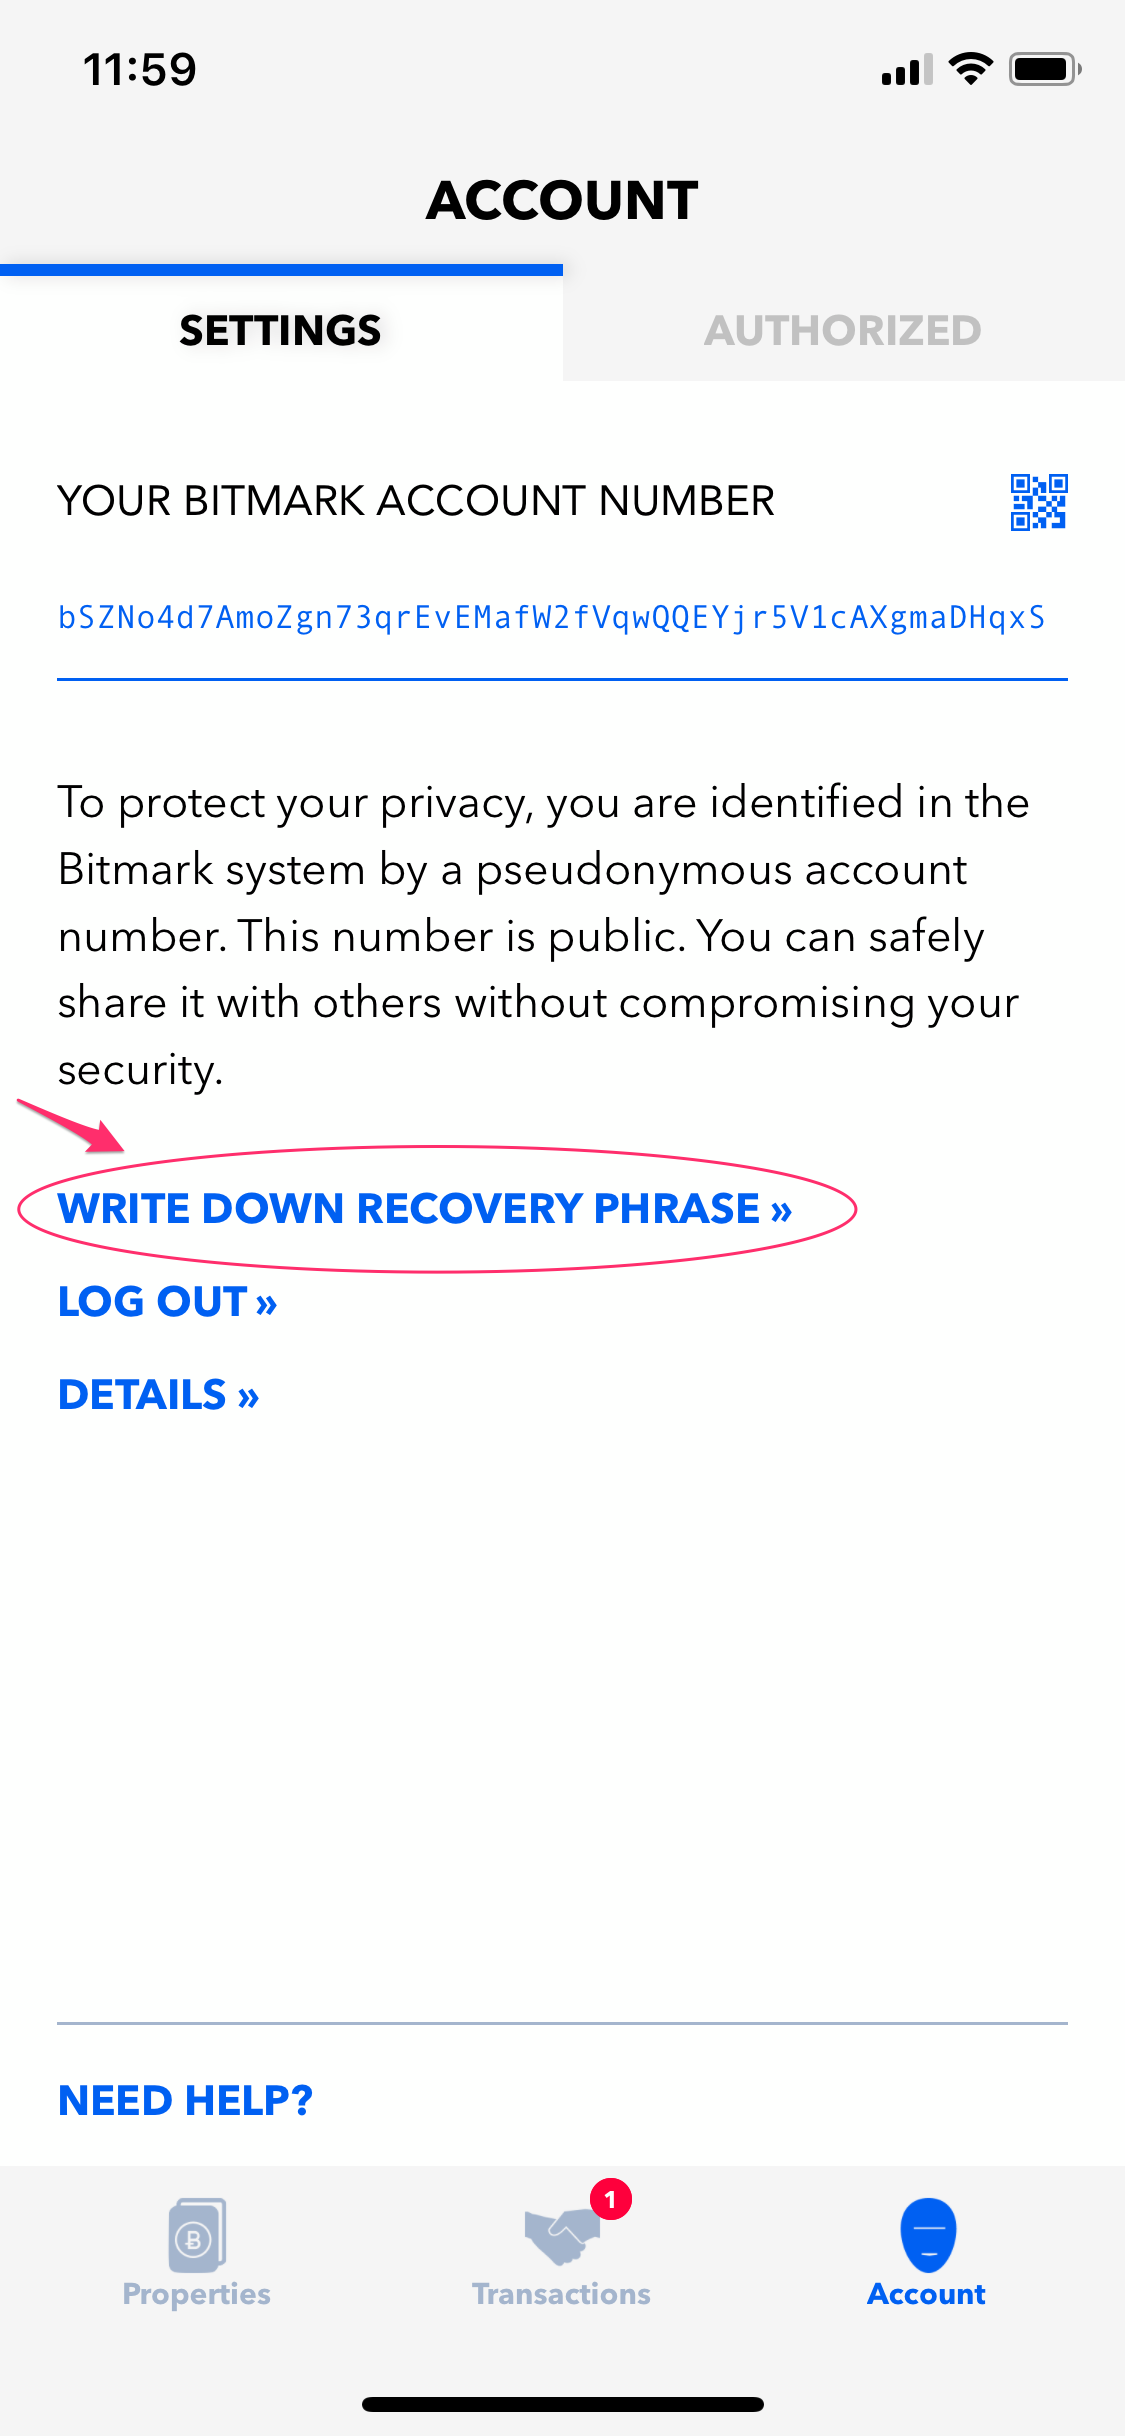 11:59
ACCOUNT
SETTINGS
AUTHORIZED
YOUR BITMARK ACCOUNT NUMBER
bSZNo4d7AmoZgn73qrEvEMafW2fVqwQQEYjr5V1cAXgmaDHqxS
To protect your privacy, you are identified in the
Bitmark system by a pseudonymous account
number. This number is public. You can safely
share it with others without compromising your
security.
WRITE DOWN RECOVERY PHRASE »
LOG OUT »
DETAILS »
NEED HELP?
1
Properties
Transactions
Account